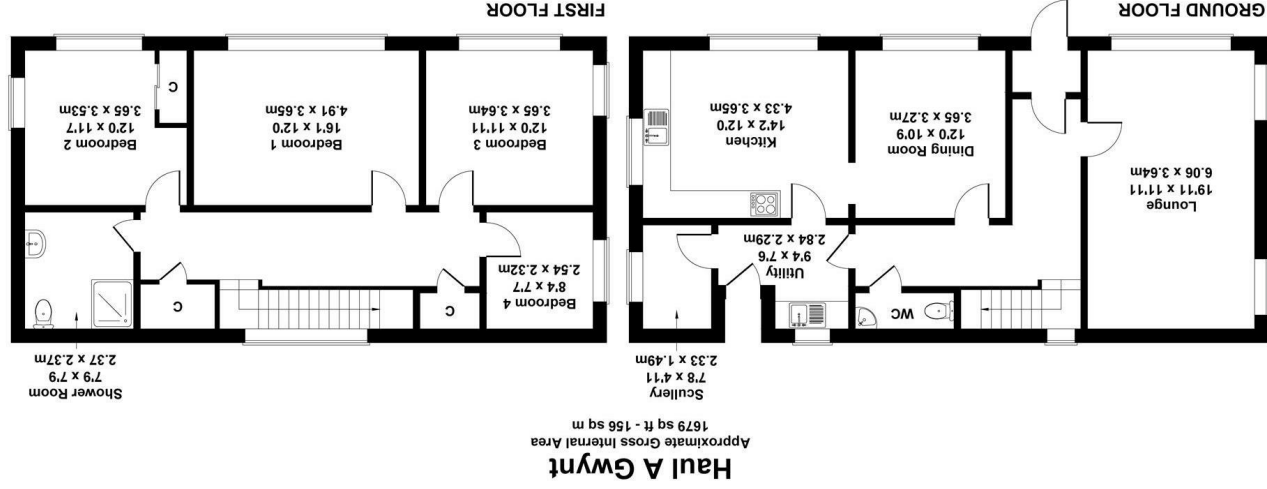 Haul A Gwynt
Approximate Gross Internal Area
1679 sq ft - 156 sq m
Scullery
7'8 x 4'11
2.33 x 1.49m
Shower Room
7'9 x 7'9
2.37 x 2.37m
WC
Utility
9'4 x 7'6
2.84 x 2.29m
Lounge
19'11 x 11'11
6.06 x 3.64m
Dining Room
12'0 x 10'9
3.65 x 3.27m
Kitchen
14'2 x 12'0
4.33 x 3.65m
GROUND FLOOR
Bedroom 4
8'4 x 7'7
2.54 x 2.32m
C
C
Bedroom 3
12'0 x 11'11
3.65 x 3.64m
Bedroom 1
16'1 x 12'0
4.91 x 3.65m
C
Bedroom 2
12'0 x 11'7
3.65 x 3.53m
FIRST FLOOR